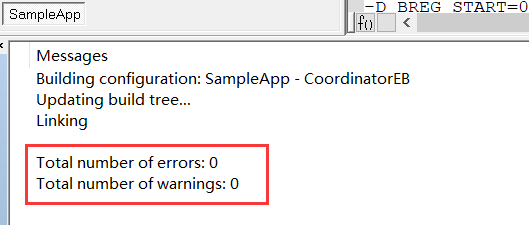 SampleApp
-D BREG START=0
f()
Messages
Building configuration: SampleApp - CoordinatorEB
Updating build tree...
Linking
Total number of errors: 0
Total number of warnings: 0